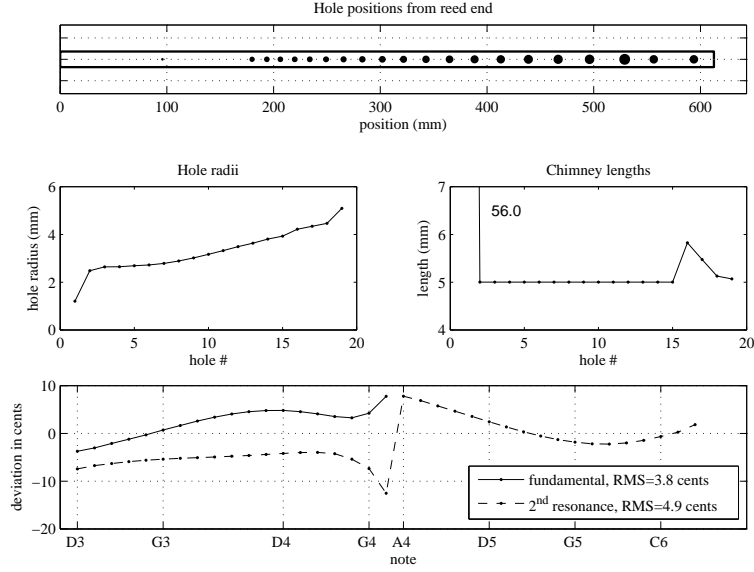 Hole positions from reed end
0 100 200 300 400 500 600
position (mm)
Hole radii
Chimney lengths
6
4
2
0
hole radius (mm)
0 5 10 15 20
hole #
7
6
5
4
length (mm)
56.0
0 5 10 15 20
hole #
10
0
−10
−20
deviation in cents
fundamental, RMS=3.8 cents
2nd resonance, RMS=4.9 cents
D3 G3 D4 G4 A4 D5 G5 C6
note